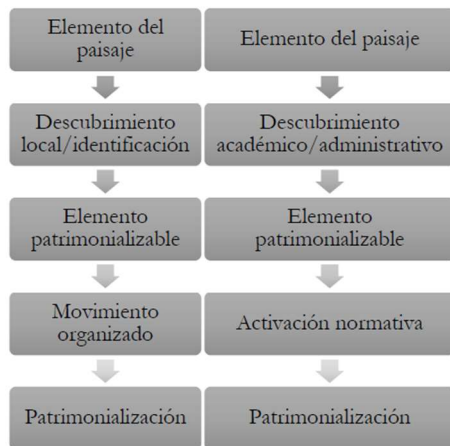 Elemento del
paisaje
Descubrimiento
local/identificación
Elemento
patrimonializable
Movimiento
organizado
Patrimonialización
Elemento del paisaje
Descubrimiento
académico/administrativo
Elemento
patrimonializable
Activación normativa
Patrimonialización